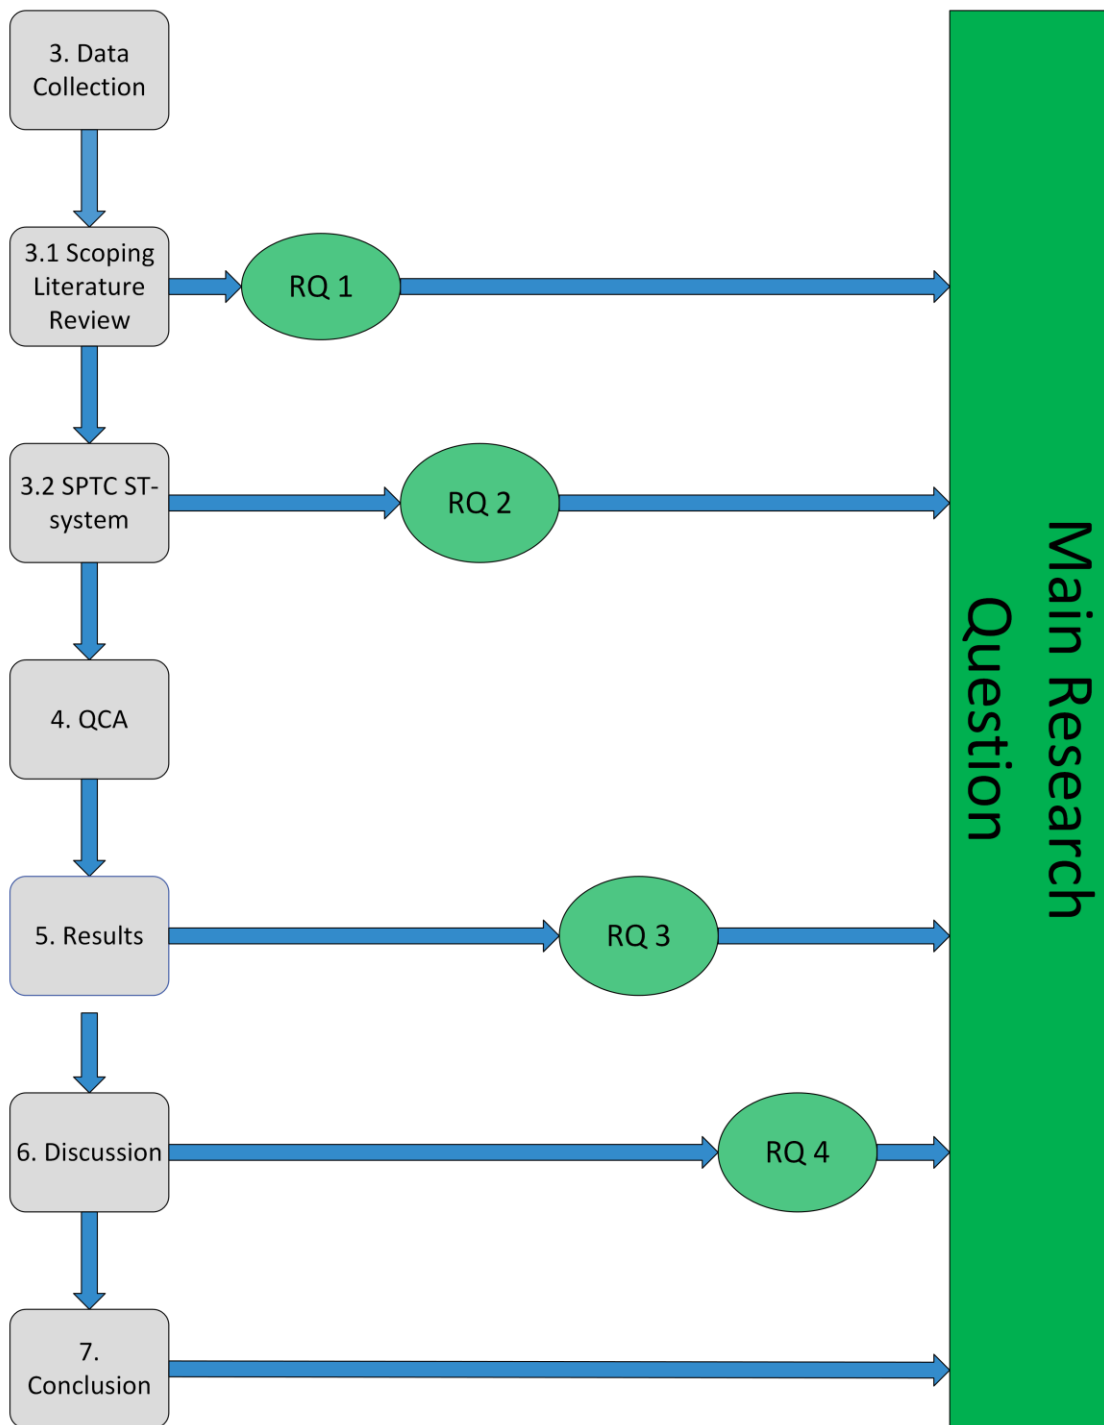 3. Data
Collection
3.1 Scoping
Literature
Review
RQ 1
3.2 SPTC ST-
system
RQ 2
4. QCA
5. Results
RQ 3
6. Discussion
RQ 4
7.
Conclusion
Main Research
Question